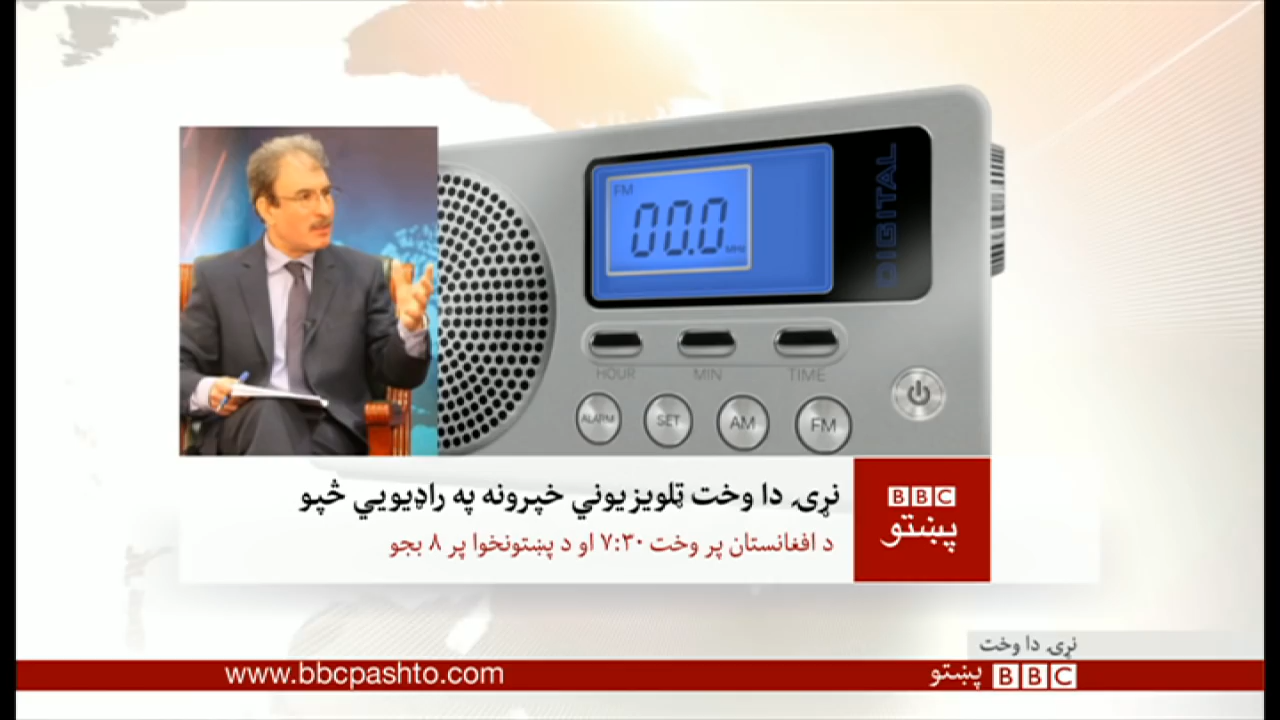 FM
00.0
MHz
DIGITAL
HOUR MIN TIME
ALARM SET AM FM
نړۍ دا وخت ټلويزيوني خپرونه په راډيويي څپو
د افغانستان پر وخت ۷:۳۰ او د پښتونخوا پر ۸ بجو
BBC
پښتو
نړۍ دا وخت
www.bbcpashto.com
BBC پښتو